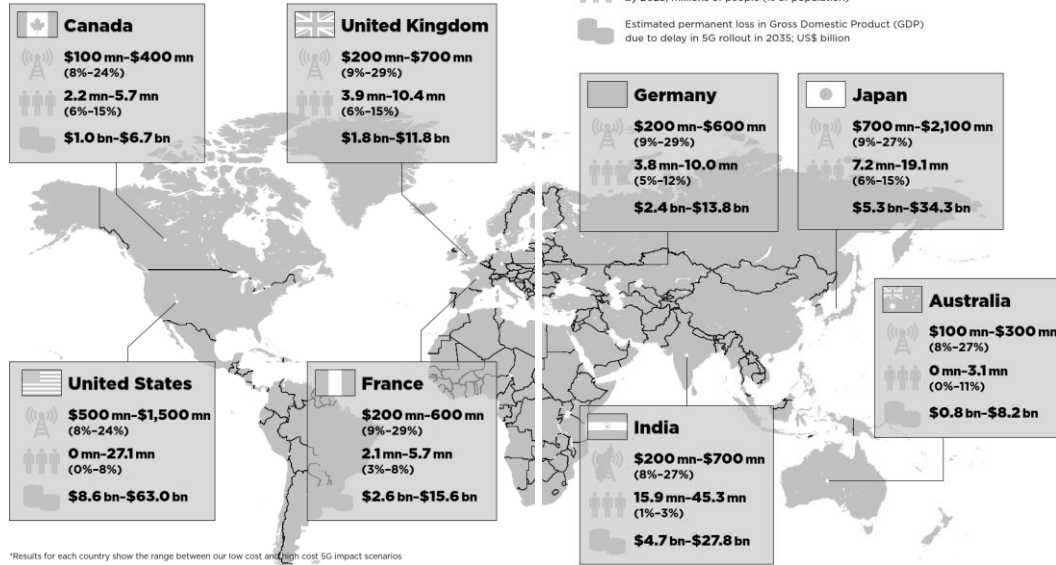 by 2023; millions of people (% of population)
Estimated permanent loss in Gross Domestic Product (GDP)
due to delay in 5G rollout in 2035; US$ billion
Canada
$100 mn–$400 mn
(8%–24%)
2.2 mn–5.7 mn
(6%–15%)
$1.0 bn–$6.7 bn
United Kingdom
$200 mn–$700 mn
(9%–29%)
3.9 mn–10.4 mn
(6%–15%)
$1.8 bn–$11.8 bn
Germany
$200 mn–$600 mn
(9%–29%)
3.8 mn–10.0 mn
(5%–12%)
$2.4 bn–$13.8 bn
Japan
$700 mn–$2,100 mn
(9%–27%)
7.2 mn–19.1 mn
(6%–15%)
$5.3 bn–$34.3 bn
Australia
$100 mn–$300 mn
(8%–27%)
0 mn–3.1 mn
(0%–11%)
$0.8 bn–$8.2 bn
United States
$500 mn–$1,500 mn
(8%–24%)
0 mn–27.1 mn
(0%–8%)
$8.6 bn–$63.0 bn
France
$200 mn–600 mn
(9%–29%)
2.1 mn–5.7 mn
(3%–8%)
$2.6 bn–$15.6 bn
India
$200 mn–$700 mn
(8%–27%)
15.9 mn–45.3 mn
(1%–3%)
$4.7 bn–$27.8 bn
*Results for each country show the range between our low cost and high cost 5G impact scenarios